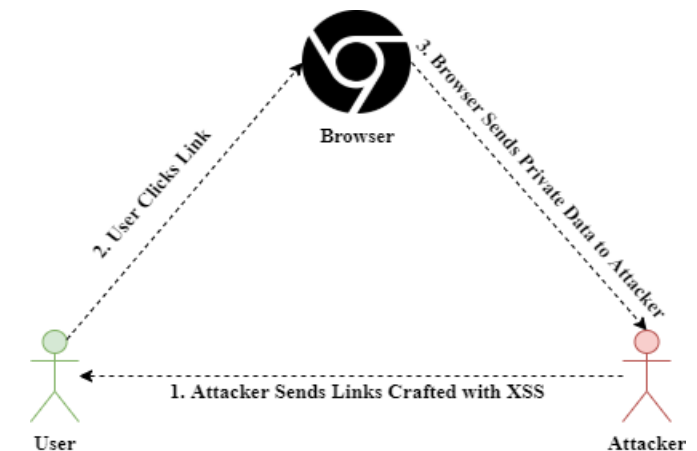 Browser
2. User Clicks Link
3. Browser Sends Private Data to Attacker
1. Attacker Sends Links Crafted with XSS
User
Attacker